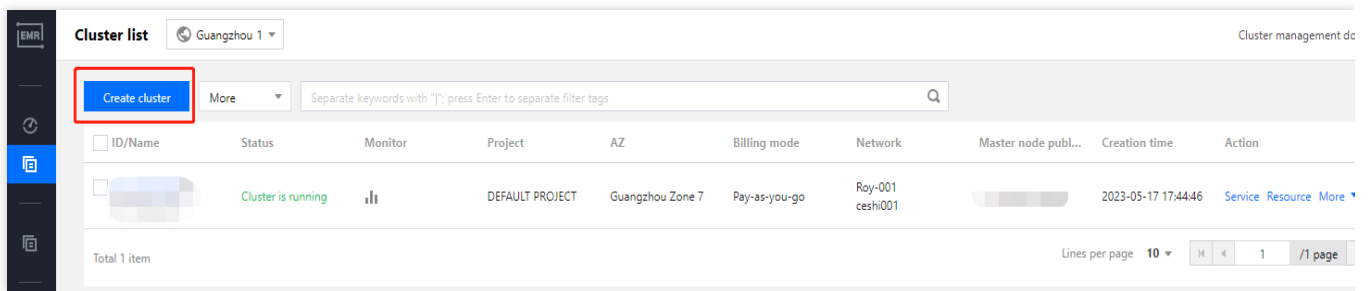 EMR
Cluster list
Guangzhou 1
Cluster management do
Create cluster
More
Separate keywords with "|"; press Enter to separate filter tags
ID/Name Status Monitor Project AZ Billing mode Network Master node publ... Creation time Action
Cluster is running DEFAULT PROJECT Guangzhou Zone 7 Pay-as-you-go Roy-001 2023-05-17 17:44:46 Service Resource More
ceshi001
Total 1 item
Lines per page 10 1 /1 page